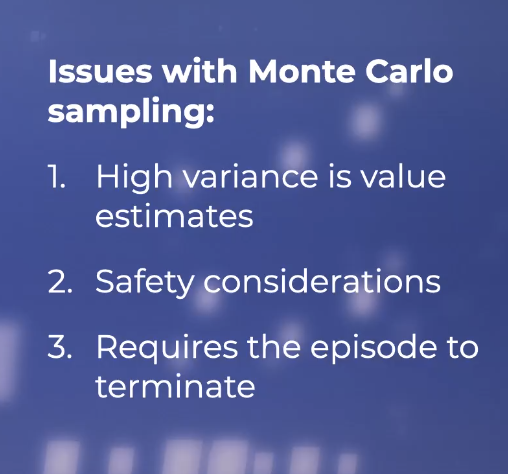 Issues with Monte Carlo
sampling:
1. High variance is value
estimates
2. Safety considerations
3. Requires the episode to
terminate